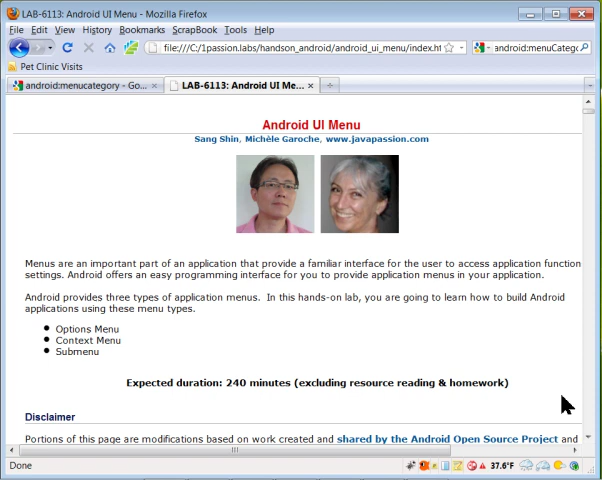 LAB-6113: Android UI Menu - Mozilla Firefox
File Edit View History Bookmarks ScrapBook Tools Help
file:///C:/1passion.labs/handson_android/android_ui_menu/index.ht android:menuCateg
Pet Clinic Visits
android:menucategory - Go... LAB-6113: Android UI Me...
Android UI Menu
Sang Shin, Michèle Garoche, www.javapassion.com
Menus are an important part of an application that provide a familiar interface for the user to access application function
settings. Android offers an easy programming interface for you to provide application menus in your application.
Android provides three types of application menus. In this hands-on lab, you are going to learn how to build Android
applications using these menu types.
Options Menu
Context Menu
Submenu
Expected duration: 240 minutes (excluding resource reading & homework)
Disclaimer
Portions of this page are modifications based on work created and shared by the Android Open Source Project and
Done 37.6°F